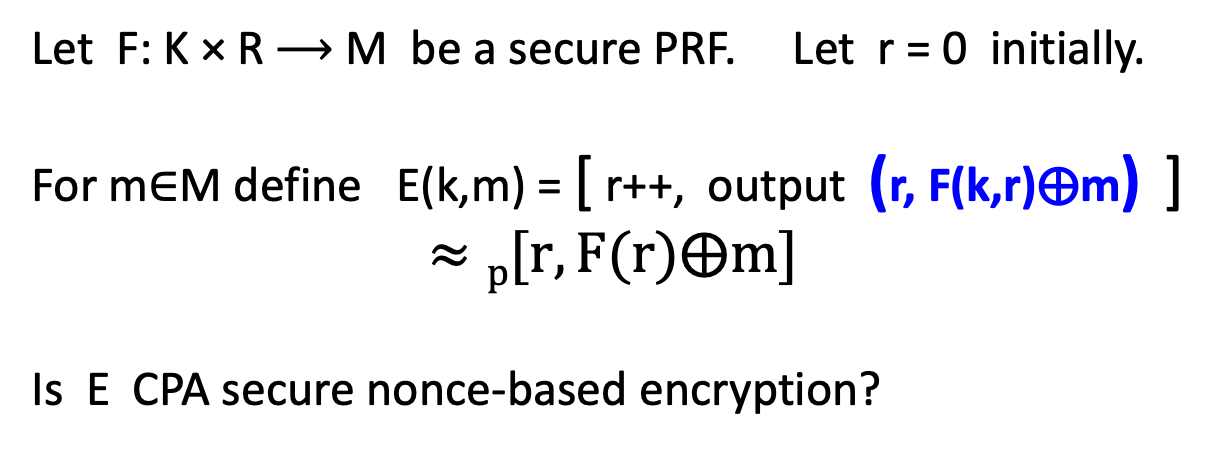 Let F: K × R ⟶ M be a secure PRF. Let r = 0 initially.
For m∈M define E(k,m) = [ r++, output (r, F(k,r)⊕m) ]
≈ p[r, F(r)⊕m]
Is E CPA secure nonce-based encryption?